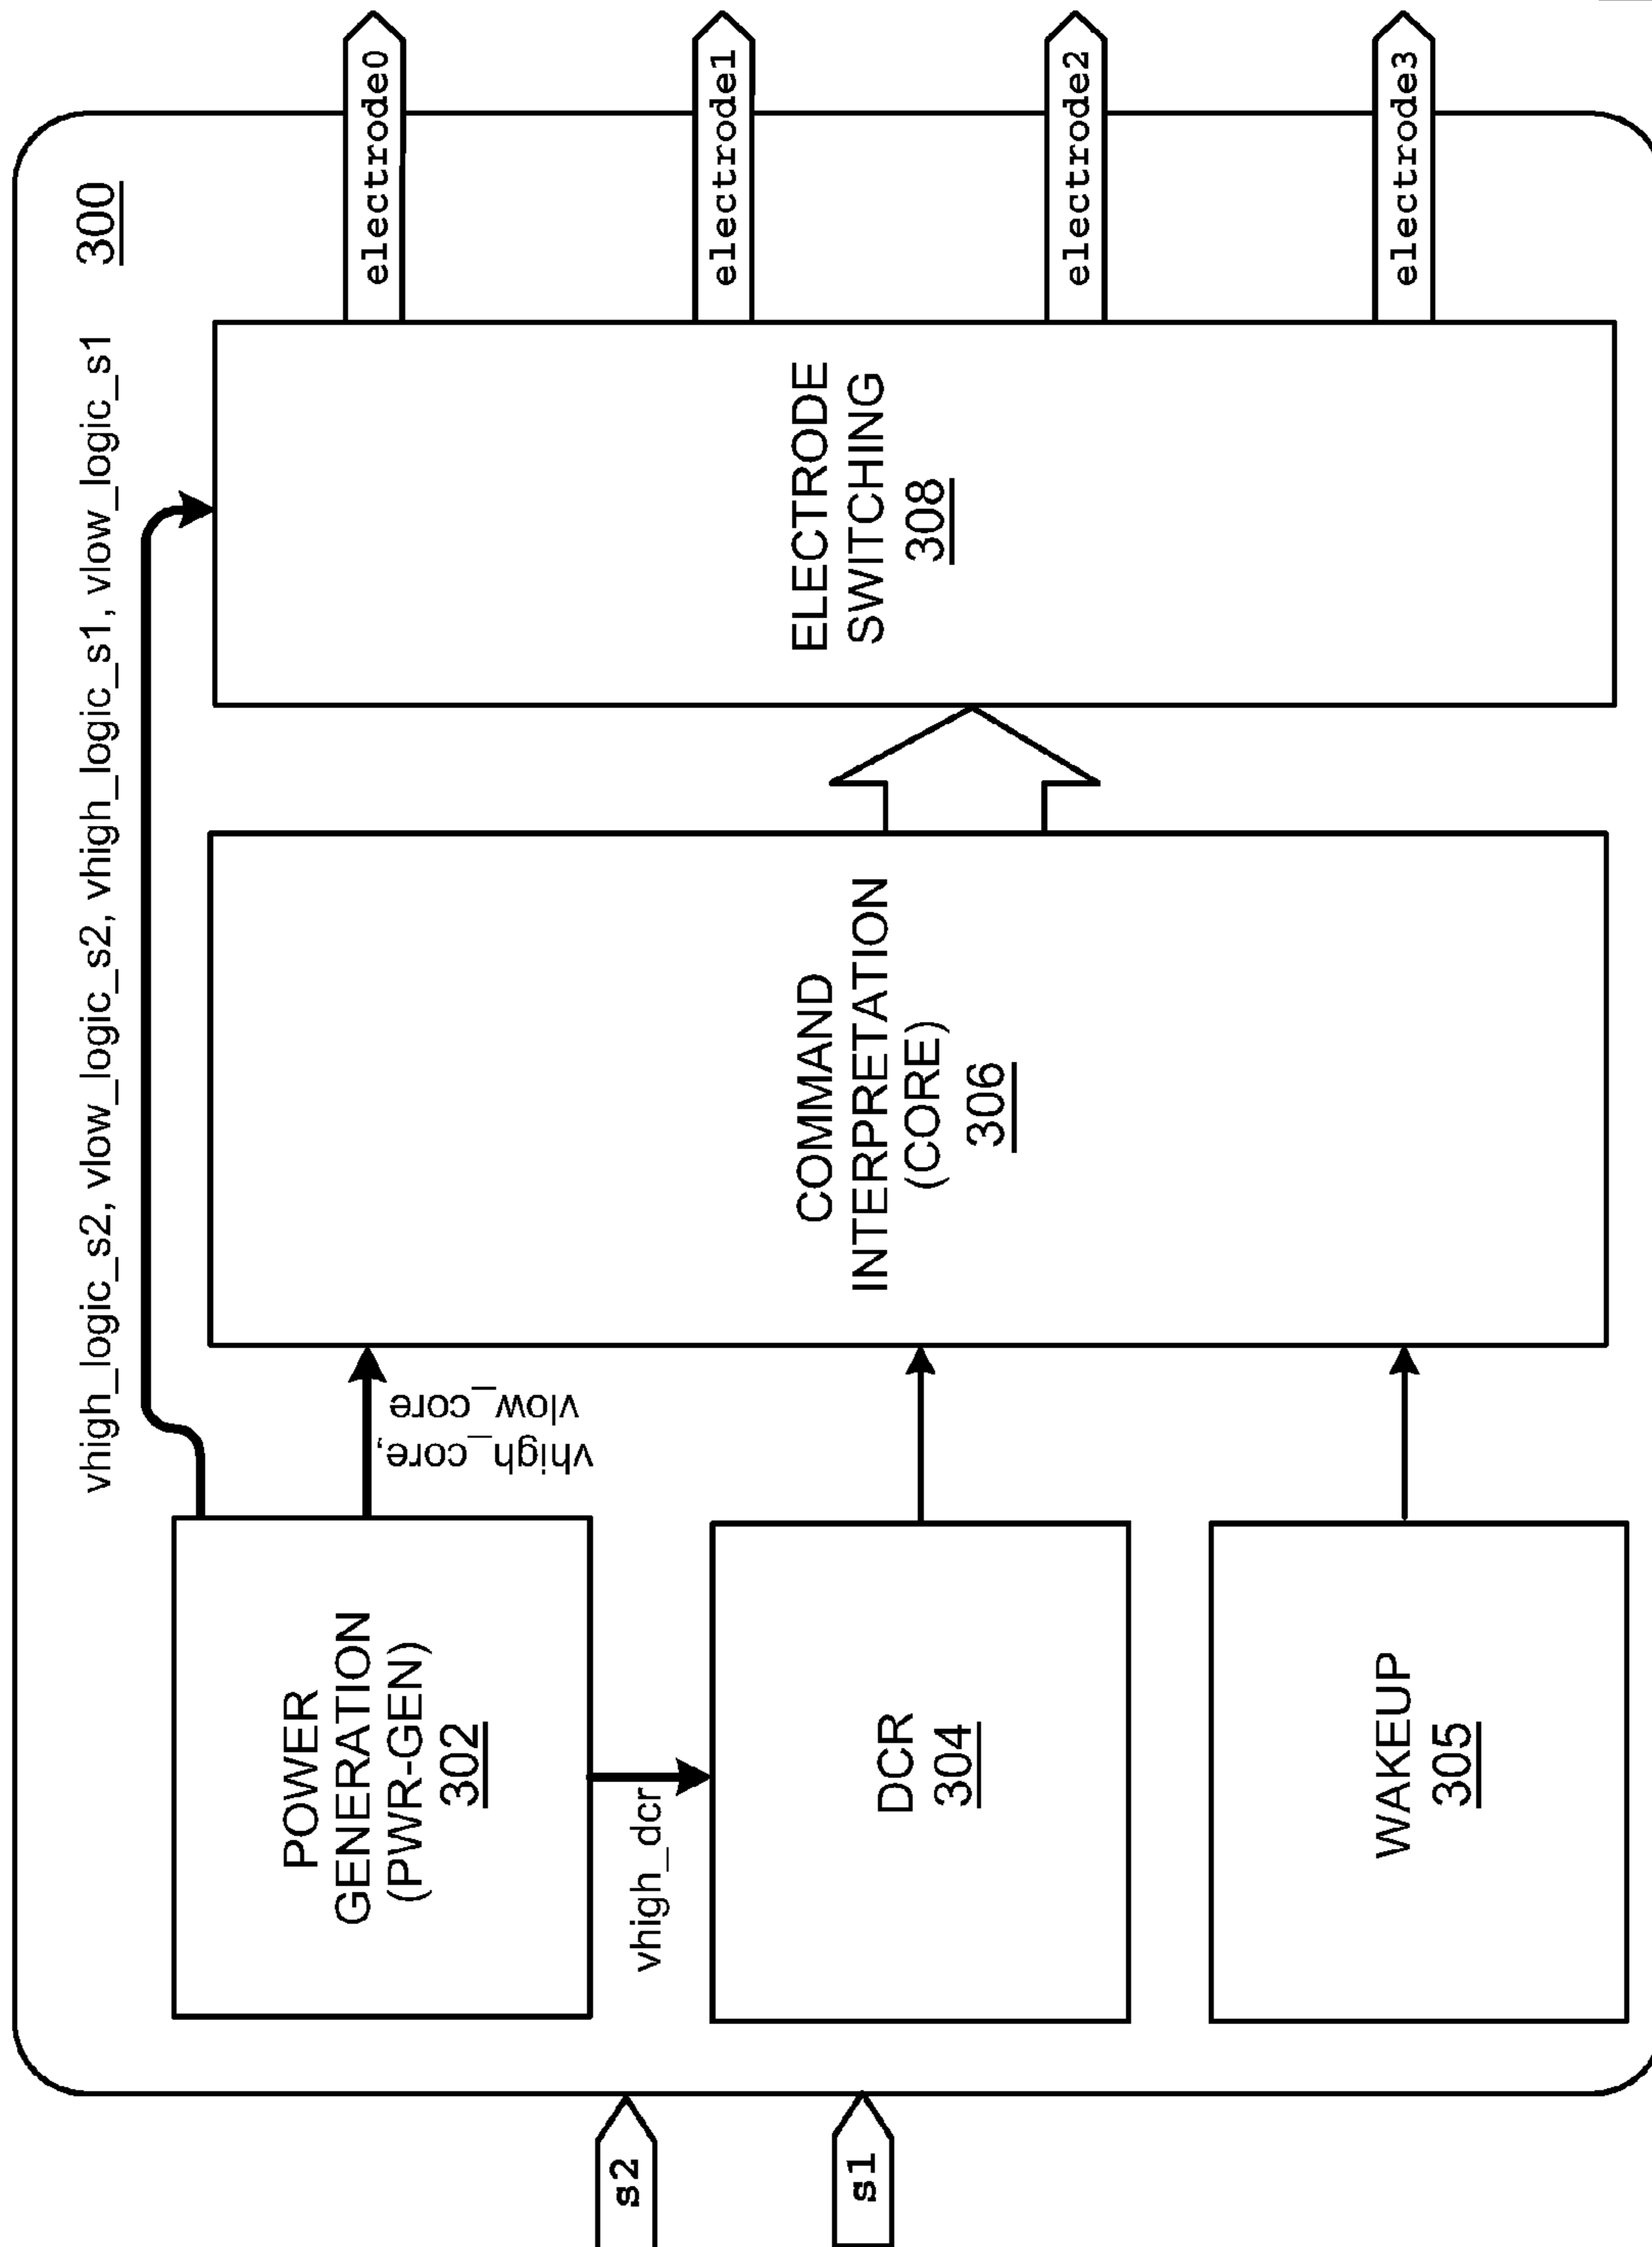 300
vhigh_logic_s2, vlow_logic_s2, vhigh_logic_s1, vlow_logic_s1
POWER
GENERATION
(PWR-GEN)
302
vhigh_core,
vlow_core
vhigh_dcr
s2
s1
DCR
304
WAKEUP
305
COMMAND
INTERPRETATION
(CORE)
306
ELECTRODE
SWITCHING
308
electrode0
electrode1
electrode2
electrode3